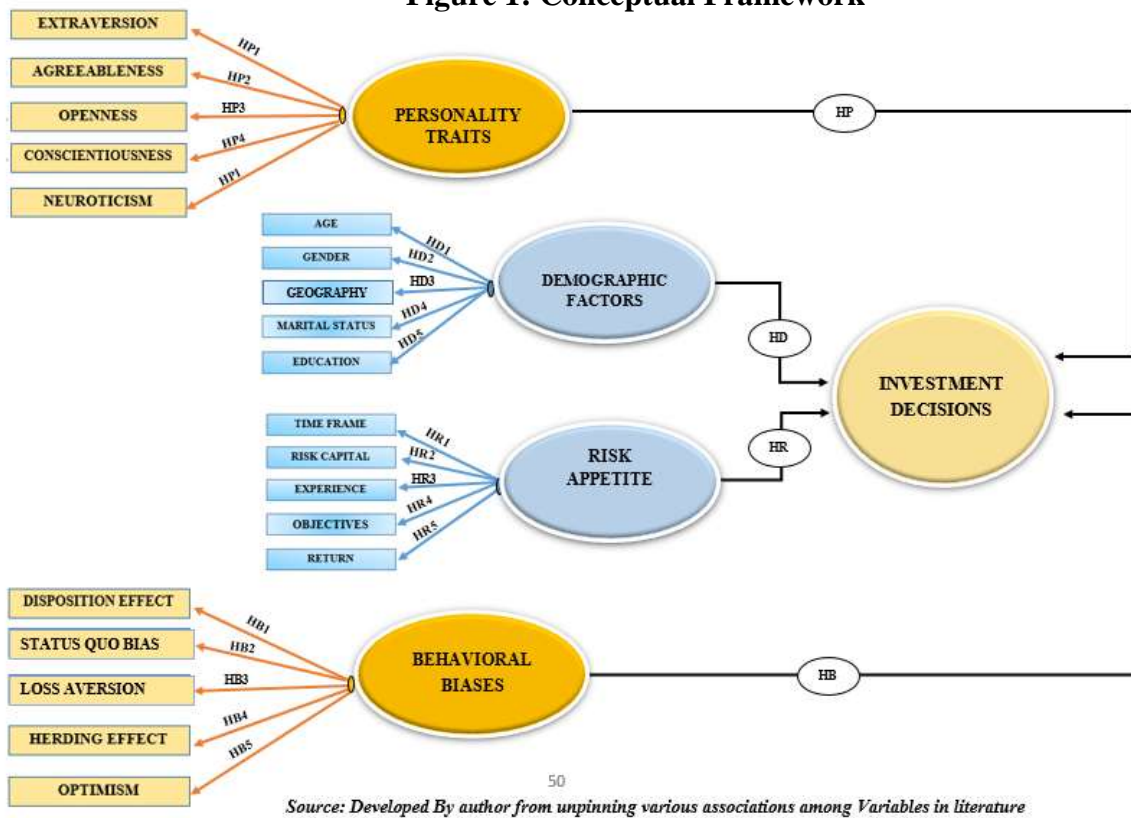 Figure 1: Conceptual Framework
EXTRAVERSION
AGREEABLENESS
OPENNESS
CONSCIENTIOUSNESS
NEUROTICISM
HP1
HP2
HP3
HP4
HP1
PERSONALITY
TRAITS
HP
AGE
GENDER
GEOGRAPHY
MARITAL STATUS
EDUCATION
HD1
HD2
HD3
HD4
HD5
DEMOGRAPHIC
FACTORS
HD
INVESTMENT
DECISIONS
TIME FRAME
RISK CAPITAL
EXPERIENCE
OBJECTIVES
RETURN
HR1
HR2
HR3
HR4
HR5
RISK
APPETITE
HR
DISPOSITION EFFECT
STATUS QUO BIAS
LOSS AVERSION
HERDING EFFECT
OPTIMISM
HB1
HB2
HB3
HB4
HB5
BEHAVIORAL
BIASES
HB
50
Source: Developed By author from unpinning various associations among Variables in literature